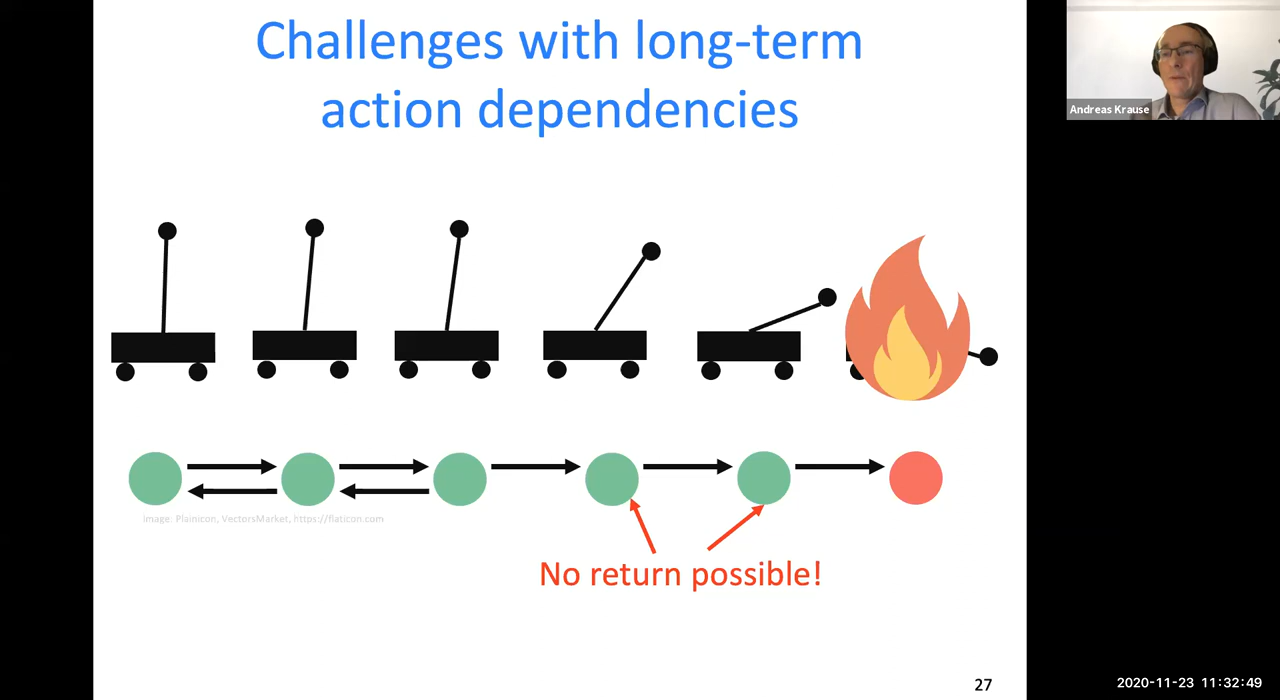 Challenges with long-term
action dependencies
Andreas Krause
image: Plainicon, VectorsMarket, https://flaticon.com
No return possible!
27
2020-11-23 11:32:49